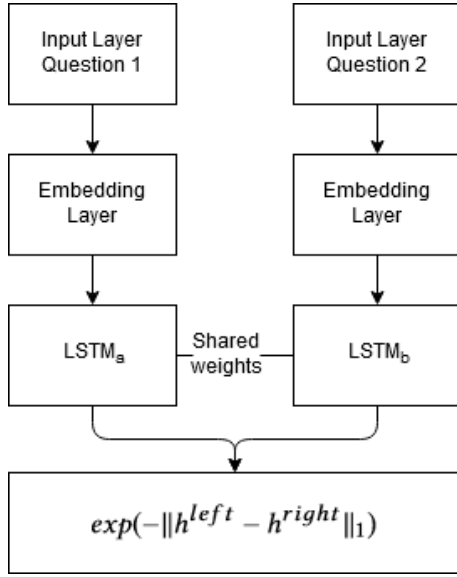 Input Layer
Question 1
Input Layer
Question 2
Embedding
Layer
Embedding
Layer
LSTMₐ
Shared
weights
LSTM_b
exp(−‖h^{left} − h^{right}‖₁)